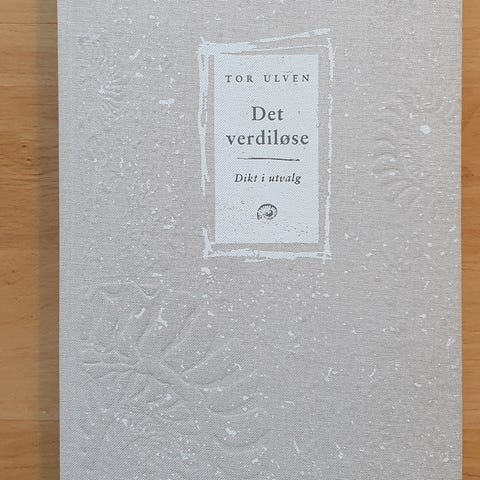 TOR ULVEN
Det
verdiløse
Dikt i utvalg